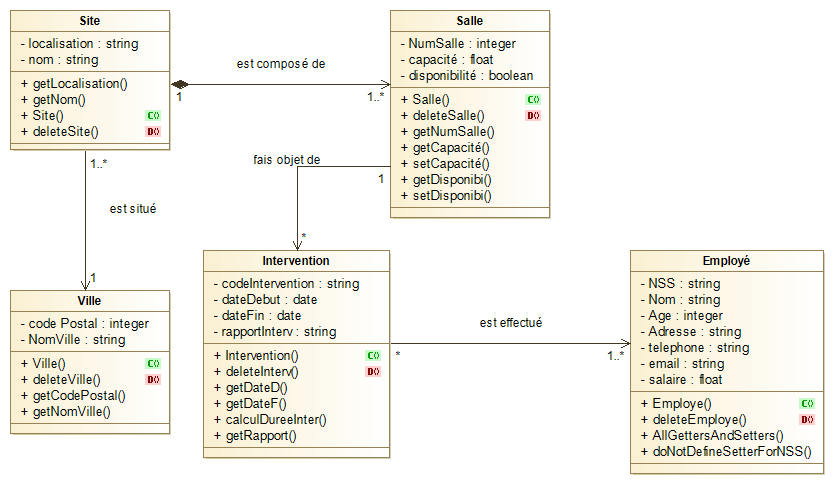 Site
- localisation : string
- nom : string
+ getLocalisation()
+ getNom()
+ Site() C()
+ deleteSite() D()
est composé de
1
1..*
Salle
- NumSalle : integer
- capacité : float
- disponibilité : boolean
+ Salle() C()
+ deleteSalle() D()
+ getNumSalle()
+ getCapacité()
+ setCapacité()
+ getDisponibi()
+ setDisponibi()
1..*
est situé
1
fais objet de
1
*
Ville
- code Postal : integer
- NomVille : string
+ Ville() C()
+ deleteVille() D()
+ getCodePostal()
+ getNomVille()
Intervention
- codeIntervention : string
- dateDebut : date
- dateFin : date
- rapportInterv : string
+ Intervention() C()
+ deleteInterv() D()
+ getDateD()
+ getDateF()
+ calculDureeInter()
+ getRapport()
est effectué
*
1..*
Employé
- NSS : string
- Nom : string
- Age : integer
- Adresse : string
- telephone : string
- email : string
- salaire : float
+ Employe() C()
+ deleteEmploye() D()
+ AllGettersAndSetters()
+ doNotDefineSetterForNSS()